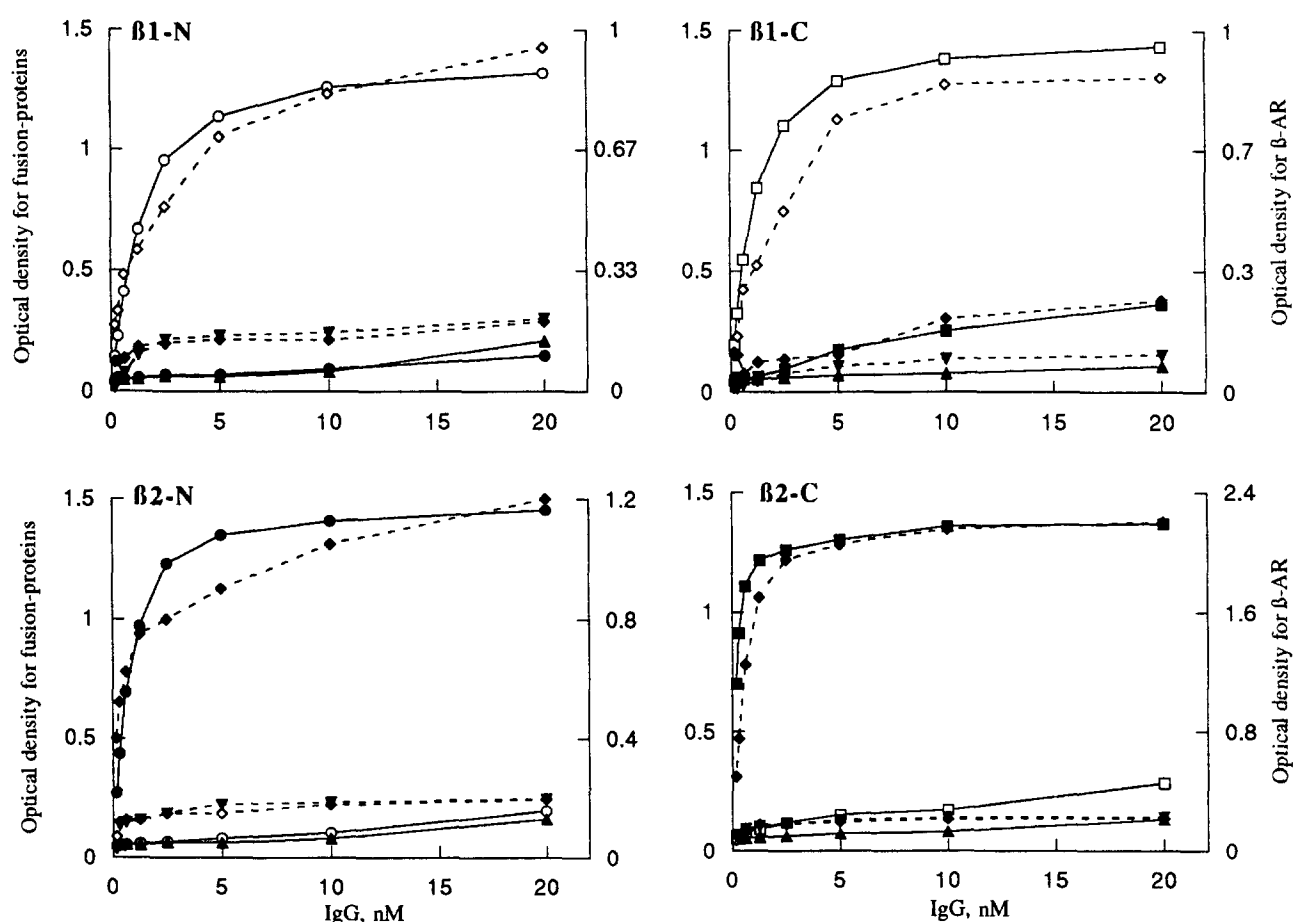 ß1-N
ß1-C
Optical density for fusion-proteins
1.5
1
0.5
0
1
0.67
0.33
0
0 5 10 15 20
1.5
1
0.5
0
1
0.7
0.3
0
Optical density for ß-AR
0 5 10 15 20
ß2-N
ß2-C
Optical density for fusion-proteins
1.5
1
0.5
0
1.2
0.8
0.4
0
0 5 10 15 20
IgG, nM
1.5
1
0.5
0
2.4
1.6
0.8
0
Optical density for ß-AR
0 5 10 15 20
IgG, nM